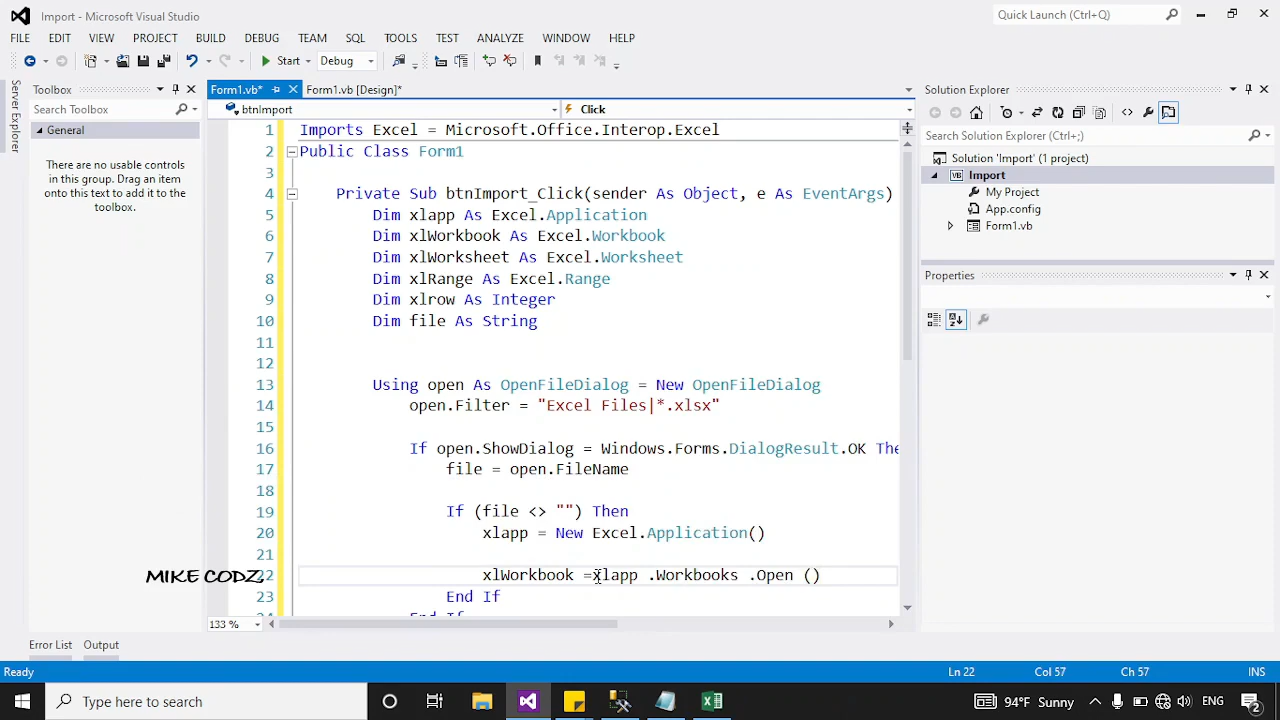 Import - Microsoft Visual Studio
Quick Launch (Ctrl+Q)
FILE EDIT VIEW PROJECT BUILD DEBUG TEAM SQL TOOLS TEST ANALYZE WINDOW HELP
Start Debug
Server Explorer
Toolbox
Search Toolbox
General
There are no usable controls
in this group. Drag an item
onto this text to add it to the
toolbox.
Form1.vb* Form1.vb [Design]*
btnImport Click
1 Imports Excel = Microsoft.Office.Interop.Excel
2 Public Class Form1
3
4 Private Sub btnImport_Click(sender As Object, e As EventArgs)
5 Dim xlapp As Excel.Application
6 Dim xlWorkbook As Excel.Workbook
7 Dim xlWorksheet As Excel.Worksheet
8 Dim xlRange As Excel.Range
9 Dim xlrow As Integer
10 Dim file As String
11
12
13 Using open As OpenFileDialog = New OpenFileDialog
14 open.Filter = "Excel Files|*.xlsx"
15
16 If open.ShowDialog = Windows.Forms.DialogResult.OK The
17 file = open.FileName
18
19 If (file <> "") Then
20 xlapp = New Excel.Application()
21
22 xlWorkbook =xlapp .Workbooks .Open ()
23 End If
End If
MIKE CODZ,
133 %
Solution Explorer
Search Solution Explorer (Ctrl+;)
Solution 'Import' (1 project)
VB Import
My Project
App.config
Form1.vb
Properties
Error List Output
Ready Ln 22 Col 57 Ch 57 INS
Type here to search
94°F Sunny ENG 2